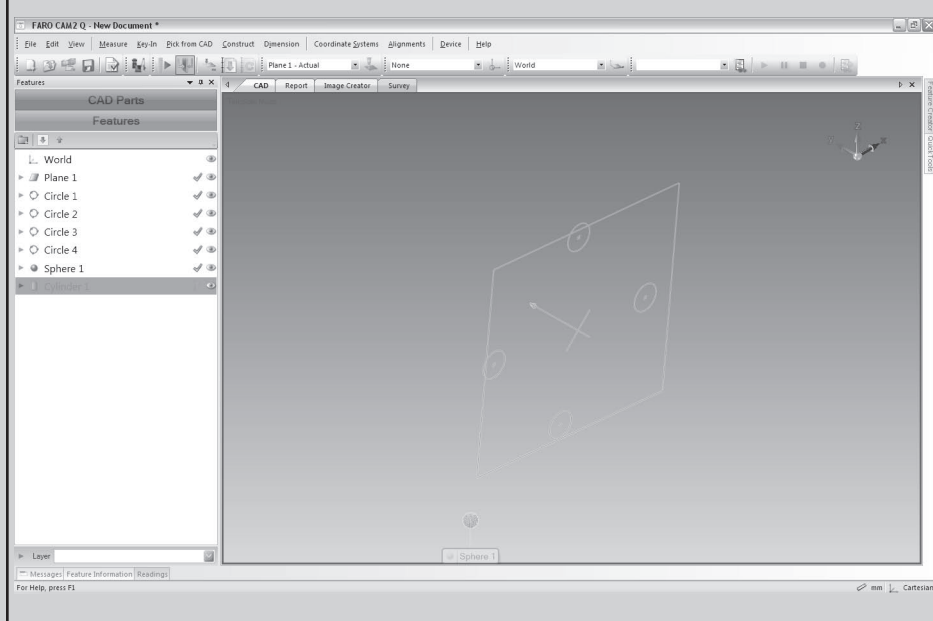 FARO CAM2 Q - New Document *
File Edit View Measure Key-In Pick from CAD Construct Dimension Coordinate Systems Alignments Device Help
Plane 1 - Actual None World
Features
CAD Report Image Creator Survey
CAD Parts
Features
World
Plane 1
Circle 1
Circle 2
Circle 3
Circle 4
Sphere 1
Cylinder 1
Z
X
Sphere 1
Feature Creator
QuickTools
Layer
Messages Feature Information Readings
For Help, press F1
mm Cartesian